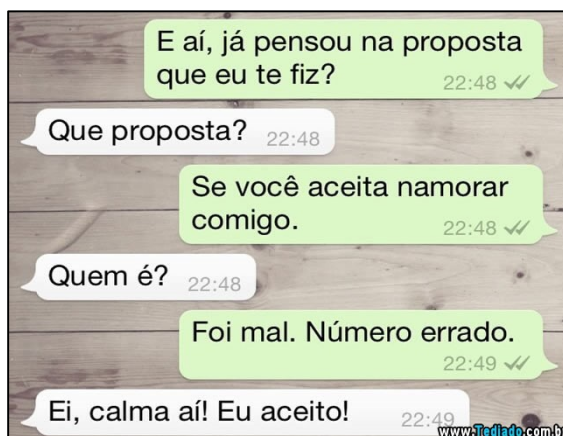 E aí, já pensou na proposta
que eu te fiz?
22:48
Que proposta? 22:48
Se você aceita namorar
comigo.
22:48
Quem é? 22:48
Foi mal. Número errado.
22:49
Ei, calma aí! Eu aceito! 22:49
www.Tediado.com.br